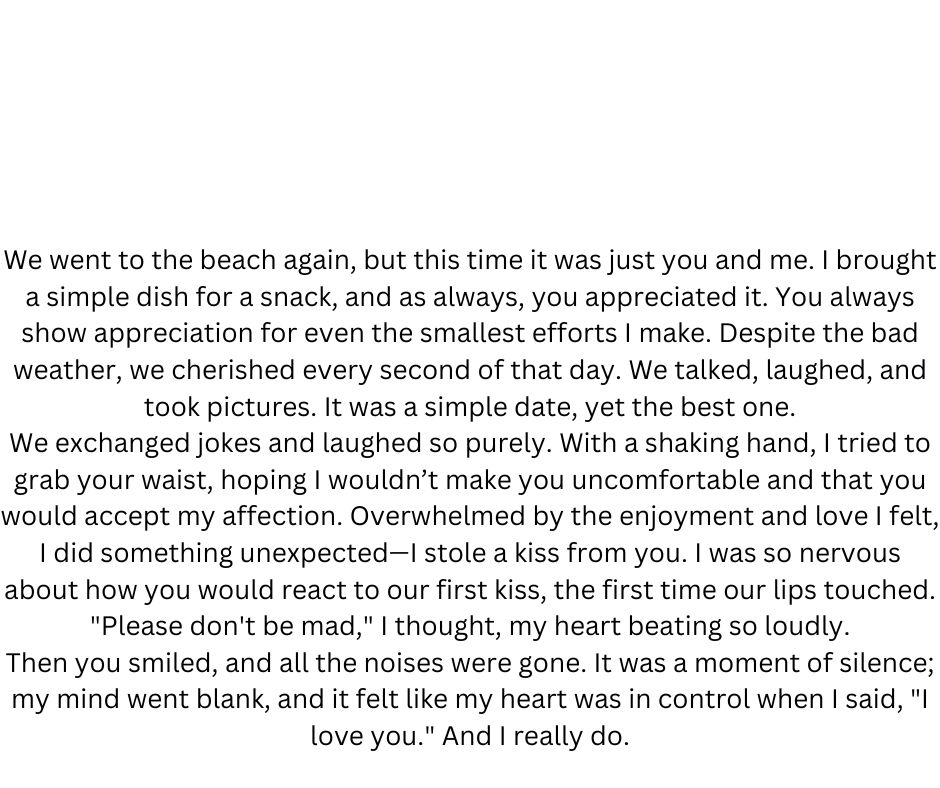 We went to the beach again, but this time it was just you and me. I brought
a simple dish for a snack, and as always, you appreciated it. You always
show appreciation for even the smallest efforts I make. Despite the bad
weather, we cherished every second of that day. We talked, laughed, and
took pictures. It was a simple date, yet the best one.
We exchanged jokes and laughed so purely. With a shaking hand, I tried to
grab your waist, hoping I wouldn’t make you uncomfortable and that you
would accept my affection. Overwhelmed by the enjoyment and love I felt,
I did something unexpected—I stole a kiss from you. I was so nervous
about how you would react to our first kiss, the first time our lips touched.
"Please don't be mad," I thought, my heart beating so loudly.
Then you smiled, and all the noises were gone. It was a moment of silence;
my mind went blank, and it felt like my heart was in control when I said, "I
love you." And I really do.